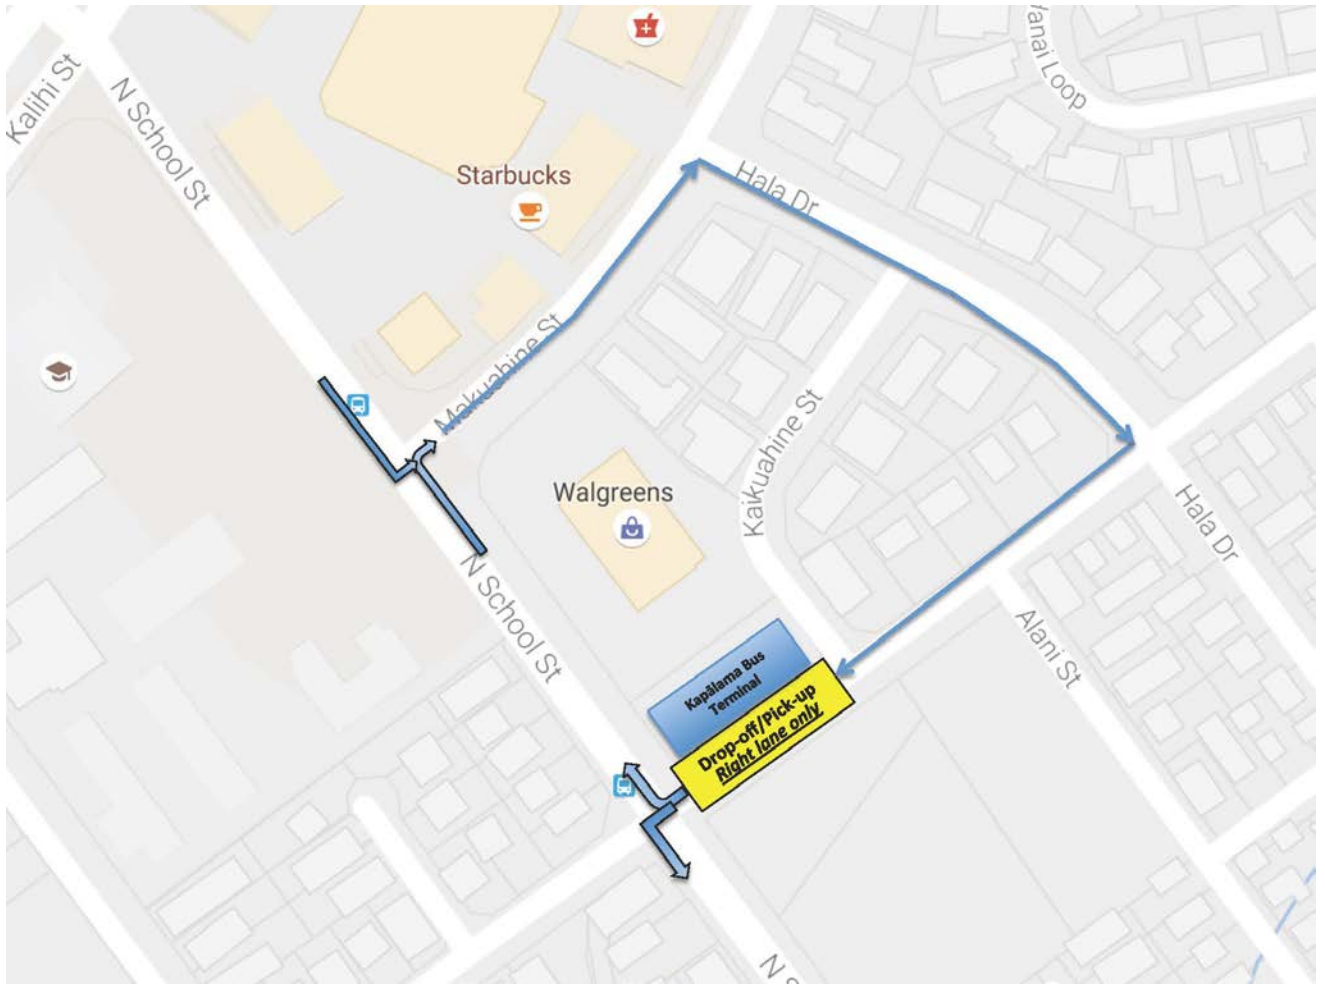 Kalihi St
N School St
Starbucks
Hala Dr
anai Loop
Makuahine St
Walgreens
Kaikuahine St
Hala Dr
N School St
Alani St
Kapālama Bus
Terminal
Drop-off/Pick-up
Right lane only
N S